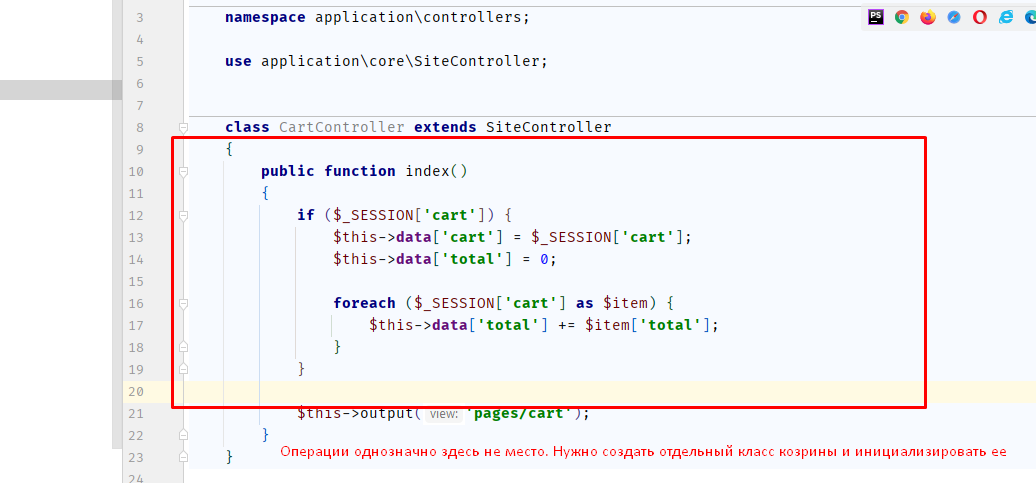 PS
3 namespace application\controllers;
4
5 use application\core\SiteController;
6
7
8 class CartController extends SiteController
9 {
10 public function index()
11 {
12 if ($_SESSION['cart']) {
13 $this->data['cart'] = $_SESSION['cart'];
14 $this->data['total'] = 0;
15
16 foreach ($_SESSION['cart'] as $item) {
17 $this->data['total'] += $item['total'];
18 }
19 }
20
21 $this->output( view: 'pages/cart');
22 }
Операции однозначно здесь не место. Нужно создать отдельный класс козрины и инициализировать ее
23 }
24